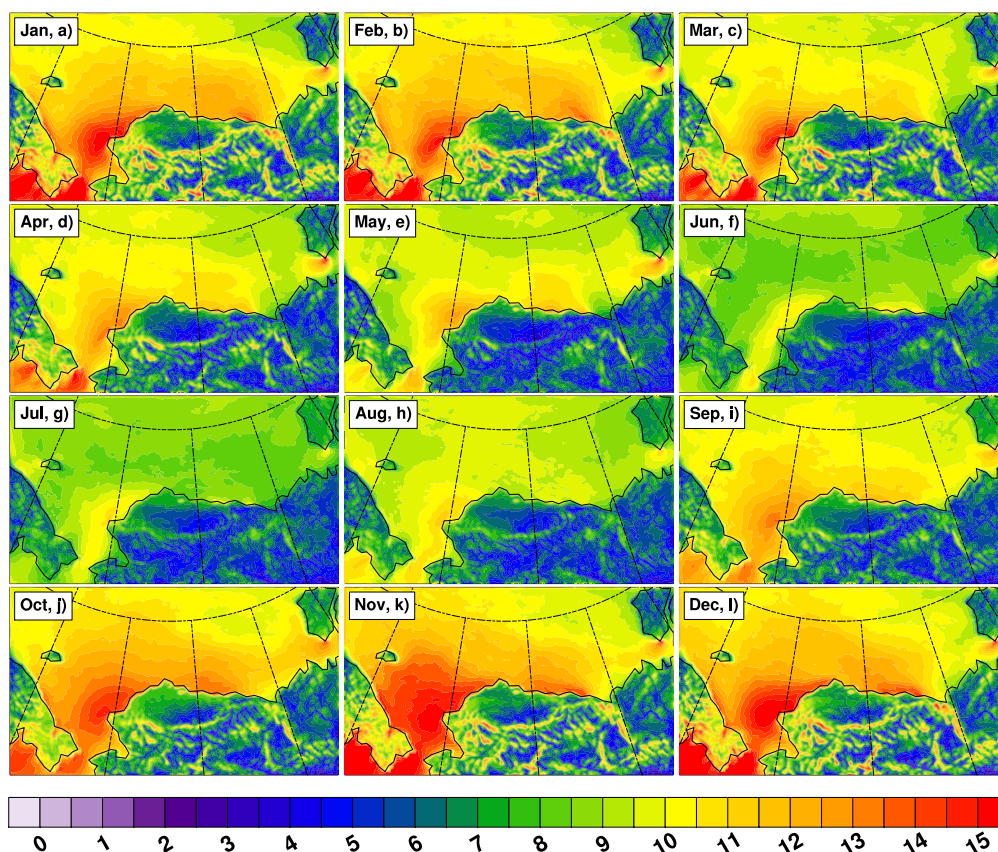 Jan, a)
Feb, b)
Mar, c)
Apr, d)
May, e)
Jun, f)
Jul, g)
Aug, h)
Sep, i)
Oct, j)
Nov, k)
Dec, l)
0 1 2 3 4 5 6 7 8 9 10 11 12 13 14 15